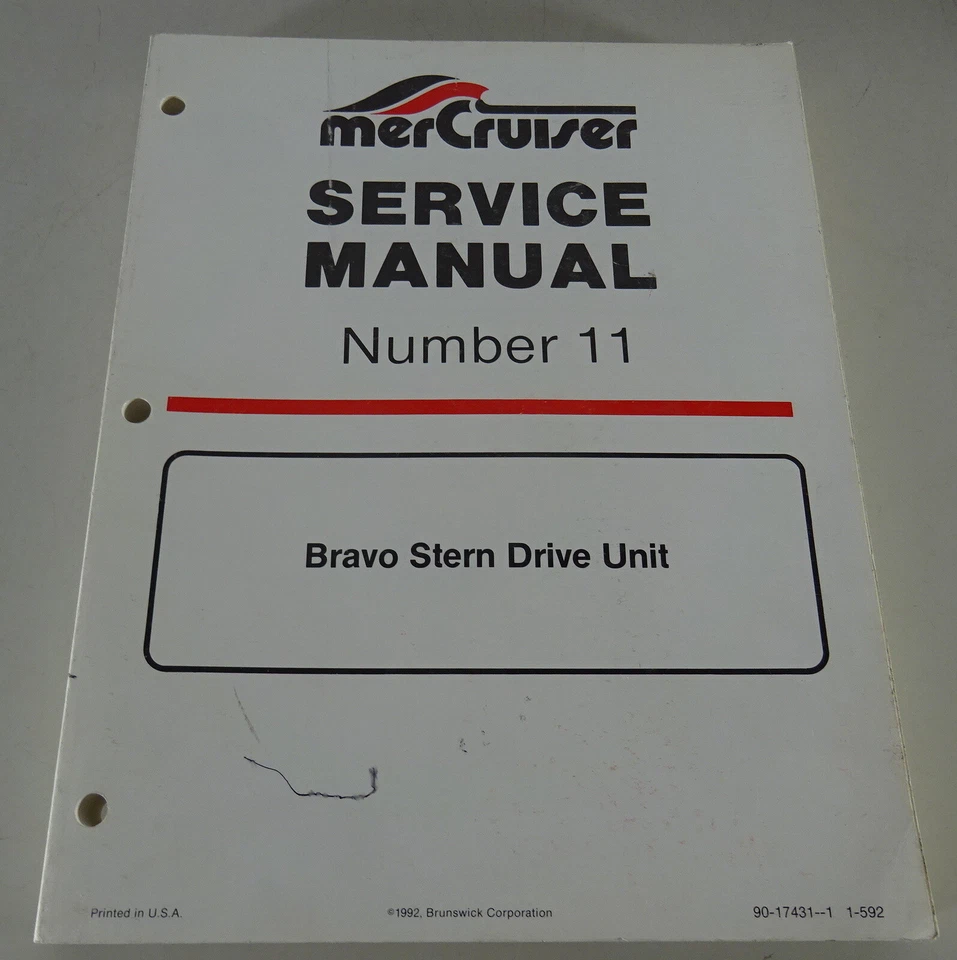 merCruiser
SERVICE
MANUAL
Number 11
Bravo Stern Drive Unit
Printed in U.S.A.
©1992, Brunswick Corporation
90-17431--1 1-592